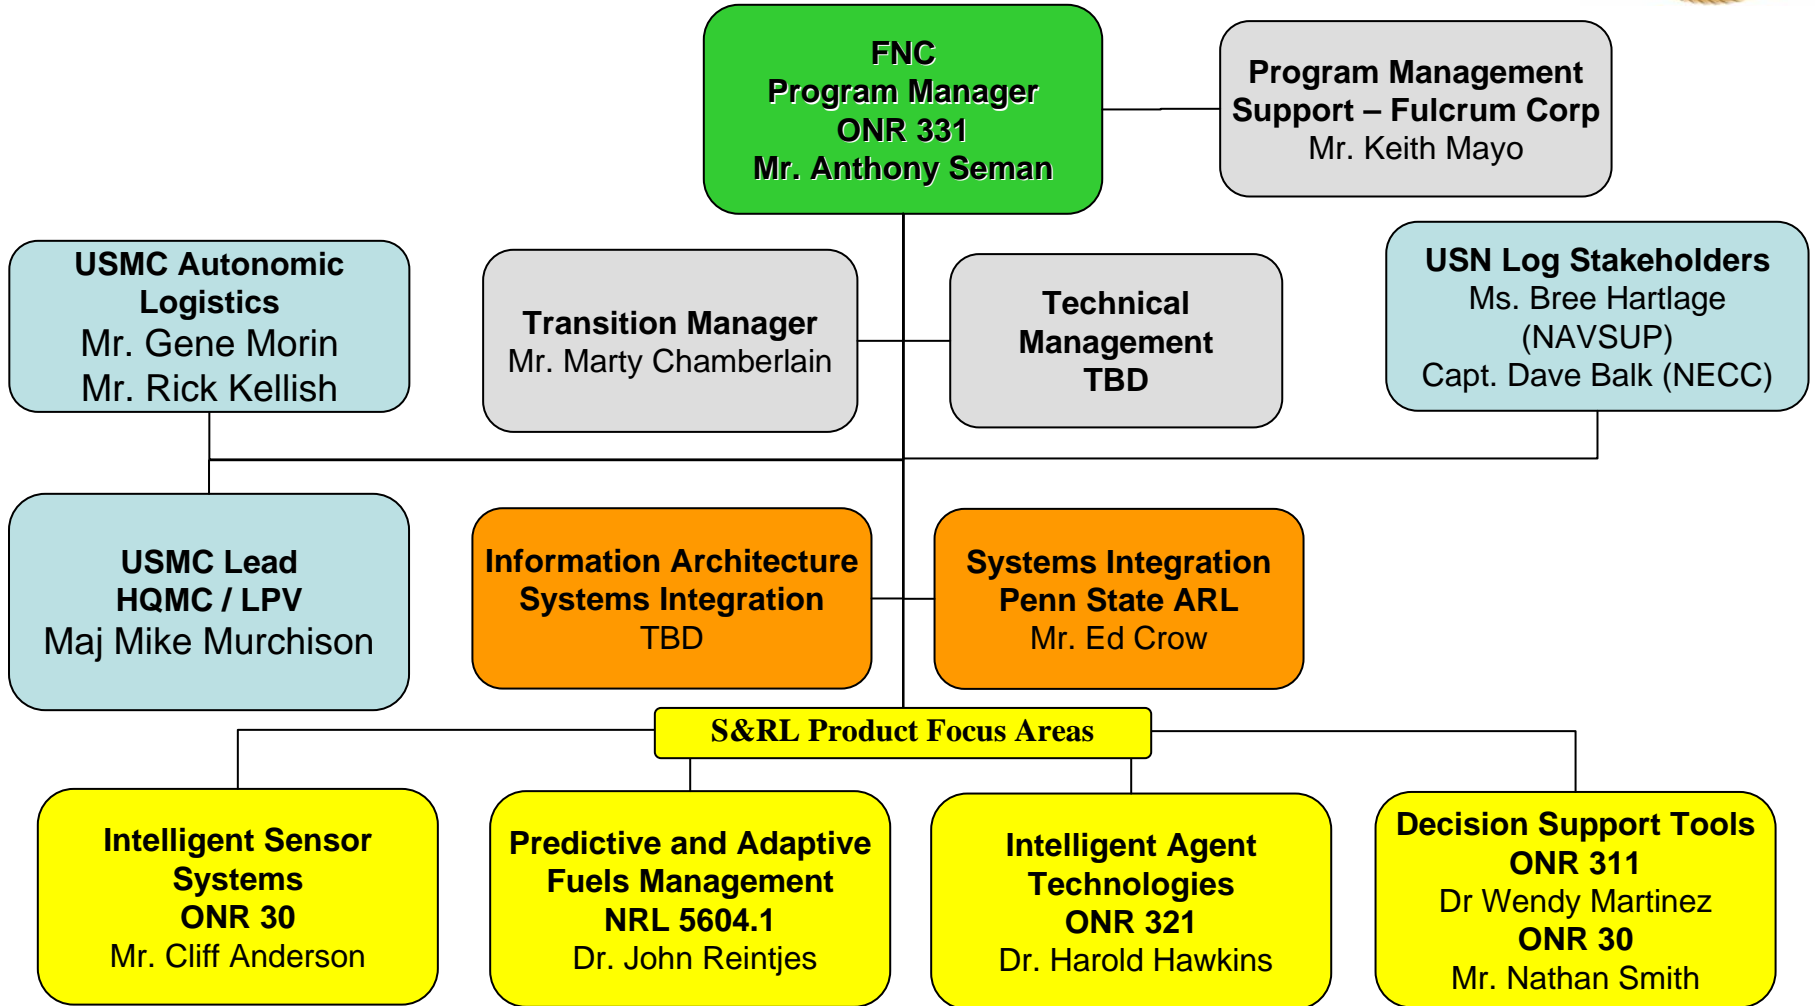 FNC
Program Manager
ONR 331
Mr. Anthony Seman
Program Management
Support – Fulcrum Corp
Mr. Keith Mayo
USMC Autonomic
Logistics
Mr. Gene Morin
Mr. Rick Kellish
Transition Manager
Mr. Marty Chamberlain
Technical
Management
TBD
USN Log Stakeholders
Ms. Bree Hartlage
(NAVSUP)
Capt. Dave Balk (NECC)
USMC Lead
HQMC / LPV
Maj Mike Murchison
Information Architecture
Systems Integration
TBD
Systems Integration
Penn State ARL
Mr. Ed Crow
S&RL Product Focus Areas
Intelligent Sensor
Systems
ONR 30
Mr. Cliff Anderson
Predictive and Adaptive
Fuels Management
NRL 5604.1
Dr. John Reintjes
Intelligent Agent
Technologies
ONR 321
Dr. Harold Hawkins
Decision Support Tools
ONR 311
Dr Wendy Martinez
ONR 30
Mr. Nathan Smith